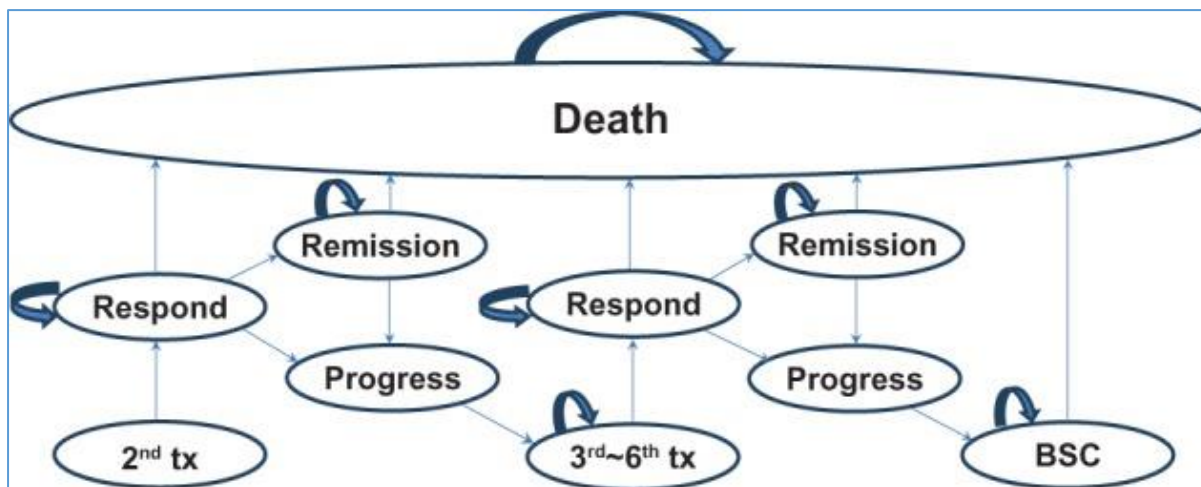 Death
Remission
Remission
Respond
Respond
Progress
Progress
2nd tx
3rd~6th tx
BSC